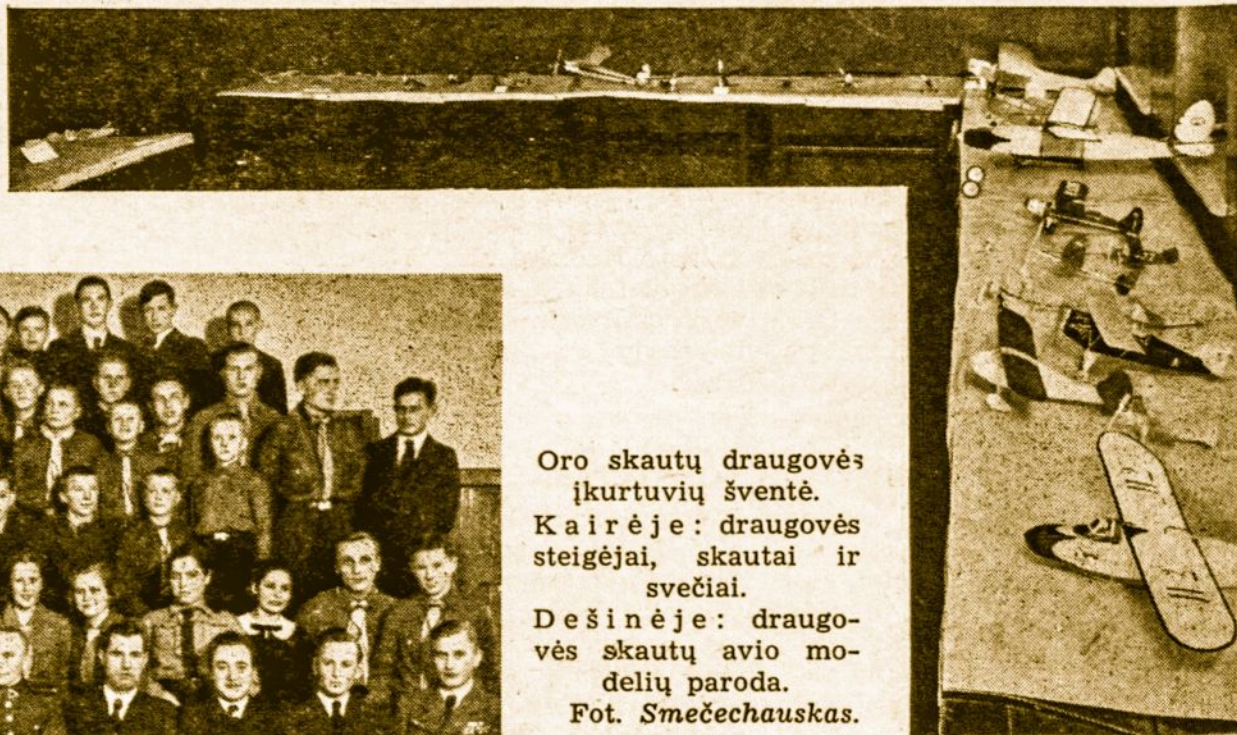 Oro skautų draugovės
įkurtuvių šventė.
Kairėje: draugovės
steigėjai, skautai ir
svečiai.
Dešinėje: draugo-
vės skautų avio mo-
delių paroda.
Fot. Smečechauskas.